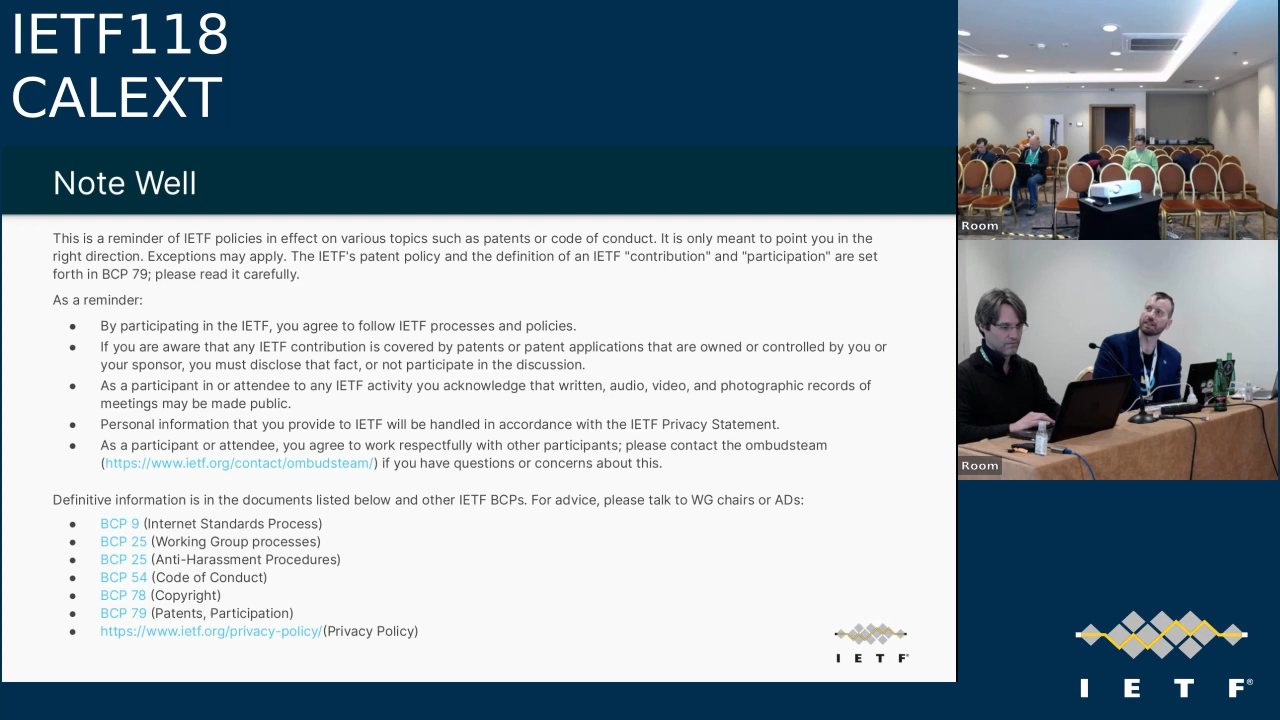 IETF118
CALEXT
Note Well
This is a reminder of IETF policies in effect on various topics such as patents or code of conduct. It is only meant to point you in the
right direction. Exceptions may apply. The IETF's patent policy and the definition of an IETF "contribution" and "participation" are set
forth in BCP 79; please read it carefully.
As a reminder:
● By participating in the IETF, you agree to follow IETF processes and policies.
● If you are aware that any IETF contribution is covered by patents or patent applications that are owned or controlled by you or
your sponsor, you must disclose that fact, or not participate in the discussion.
● As a participant in or attendee to any IETF activity you acknowledge that written, audio, video, and photographic records of
meetings may be made public.
● Personal information that you provide to IETF will be handled in accordance with the IETF Privacy Statement.
● As a participant or attendee, you agree to work respectfully with other participants; please contact the ombudsteam
(https://www.ietf.org/contact/ombudsteam/) if you have questions or concerns about this.
Definitive information is in the documents listed below and other IETF BCPs. For advice, please talk to WG chairs or ADs:
● BCP 9 (Internet Standards Process)
● BCP 25 (Working Group processes)
● BCP 25 (Anti-Harassment Procedures)
● BCP 54 (Code of Conduct)
● BCP 78 (Copyright)
● BCP 79 (Patents, Participation)
● https://www.ietf.org/privacy-policy/(Privacy Policy)
I E T F®
Room
Room
I E T F®